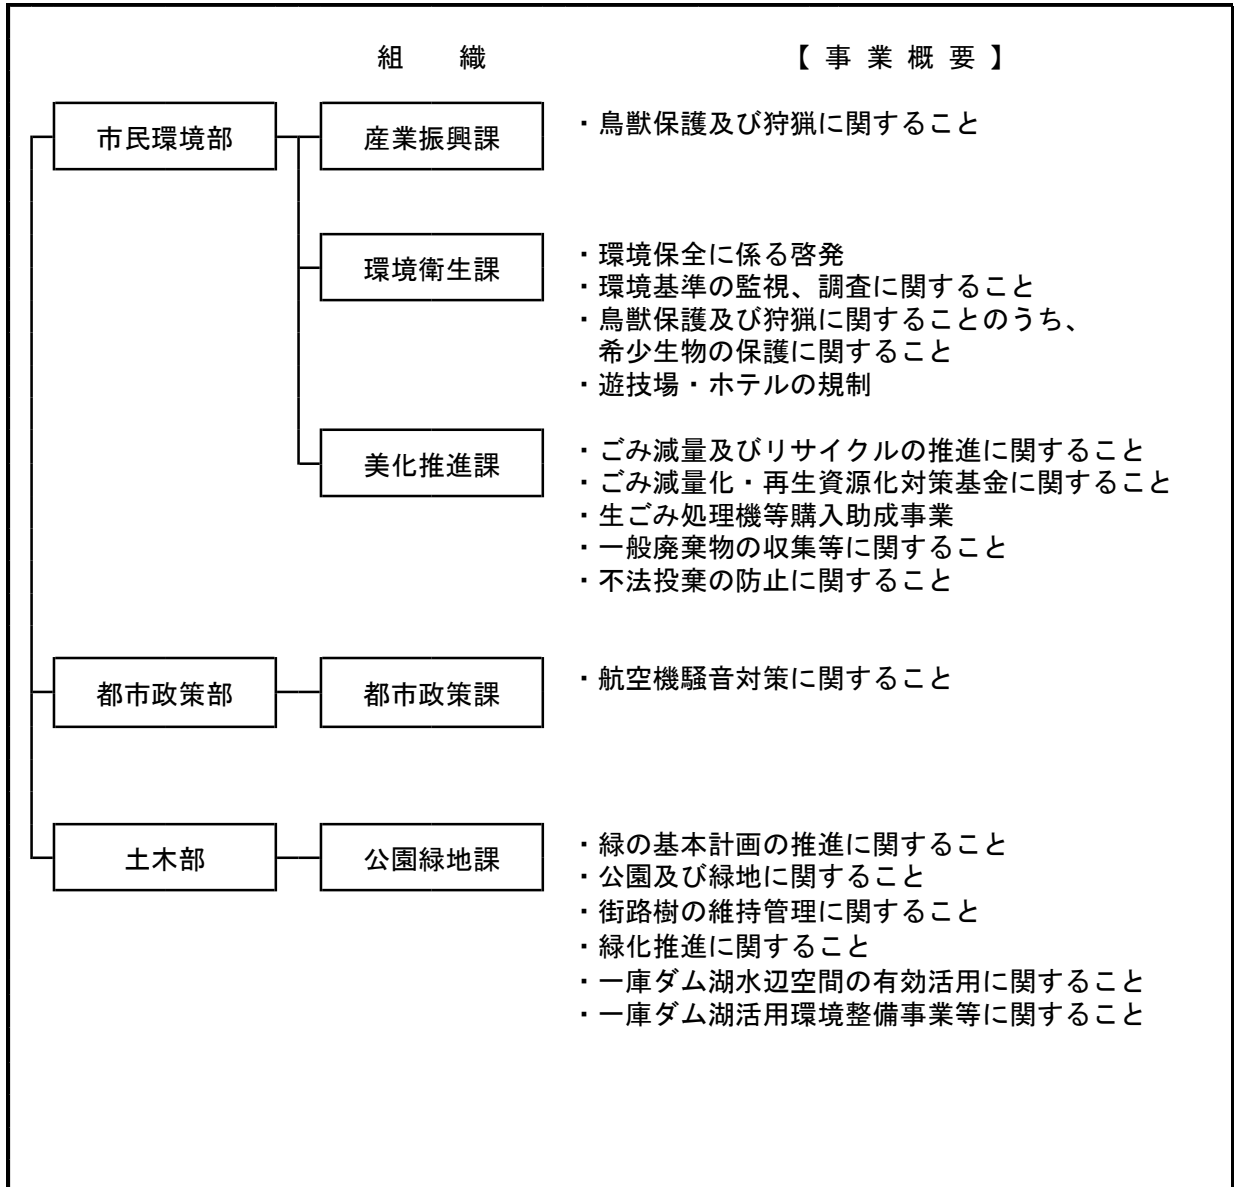 組　織
【 事 業 概 要 】
市民環境部
産業振興課
・鳥獣保護及び狩猟に関すること
環境衛生課
・環境保全に係る啓発
・環境基準の監視、調査に関すること
・鳥獣保護及び狩猟に関することのうち、
希少生物の保護に関すること
・遊技場・ホテルの規制
美化推進課
・ごみ減量及びリサイクルの推進に関すること
・ごみ減量化・再生資源化対策基金に関すること
・生ごみ処理機等購入助成事業
・一般廃棄物の収集等に関すること
・不法投棄の防止に関すること
都市政策部
都市政策課
・航空機騒音対策に関すること
土木部
公園緑地課
・緑の基本計画の推進に関すること
・公園及び緑地に関すること
・街路樹の維持管理に関すること
・緑化推進に関すること
・一庫ダム湖水辺空間の有効活用に関すること
・一庫ダム湖活用環境整備事業等に関すること